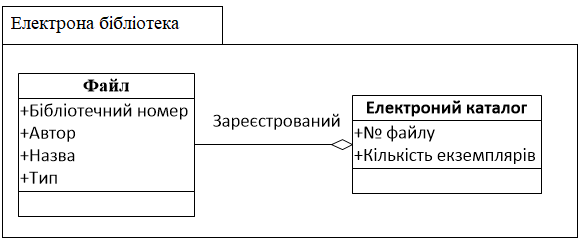 Електрона бібліотека
Файл
+Бібліотечний номер
+Автор
+Назва
+Тип
Зареєстрований
Електроний каталог
+№ файлу
+Кількість екземплярів